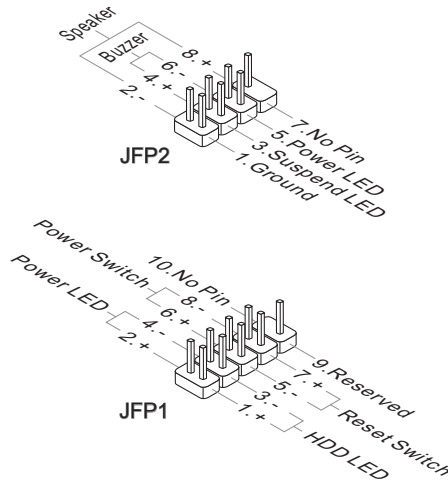 Speaker
Buzzer
8.+
6.-
4.+
2.-
7.No Pin
5.Power LED
3.Suspend LED
1.Ground
JFP2
Power Switch
Power LED
10.No Pin
8.-
6.+
4.-
2.+
9.Reserved
7.+
5.-
3.-
1.+
Reset Switch
HDD LED
JFP1